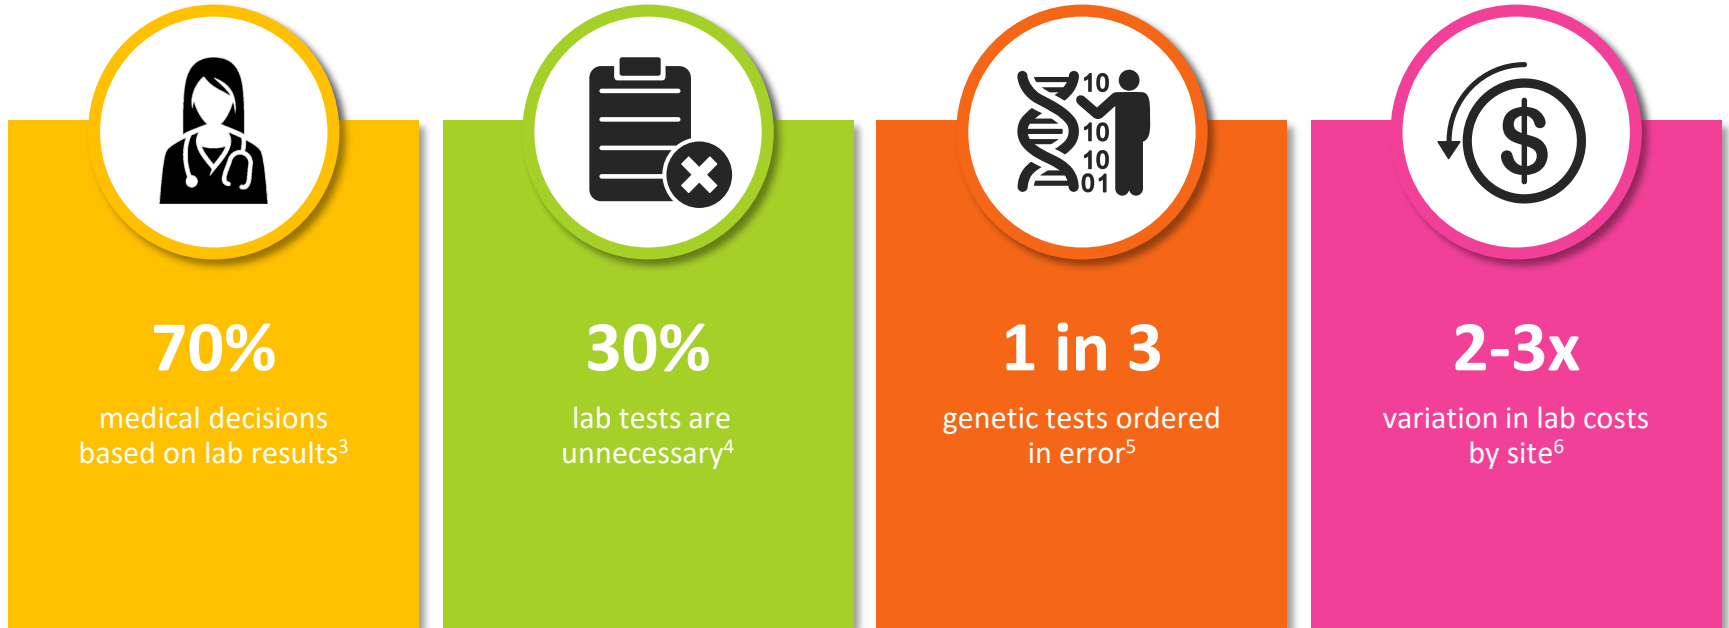 70%
medical decisions
based on lab results³
30%
lab tests are
unnecessary⁴
10
10
10
01
1 in 3
genetic tests ordered
in error⁵
$
2-3x
variation in lab costs
by site⁶